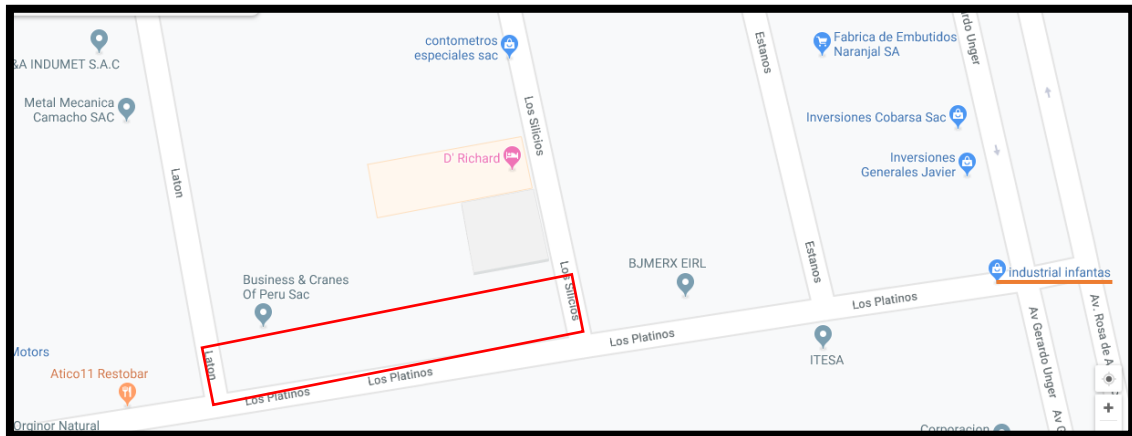 &A INDUMET S.A.C
Metal Mecanica
Camacho SAC
Laton
contometros
especiales sac
Los Silicios
D' Richard
Estanos
Fabrica de Embutidos
Naranjal SA
Inversiones Cobarsa Sac
Inversiones
Generales Javier
Business & Cranes
Of Peru Sac
Los Silicios
BJMERX EIRL
Estanos
industrial infantas
Los Platinos
Los Platinos
Los Platinos
Los Platinos
Laton
Motors
Atico11 Restobar
Orginor Natural
ITESA
Av Gerardo Unger
Av. Rosa de A
Av G
Corporacion
ardo Unger
+